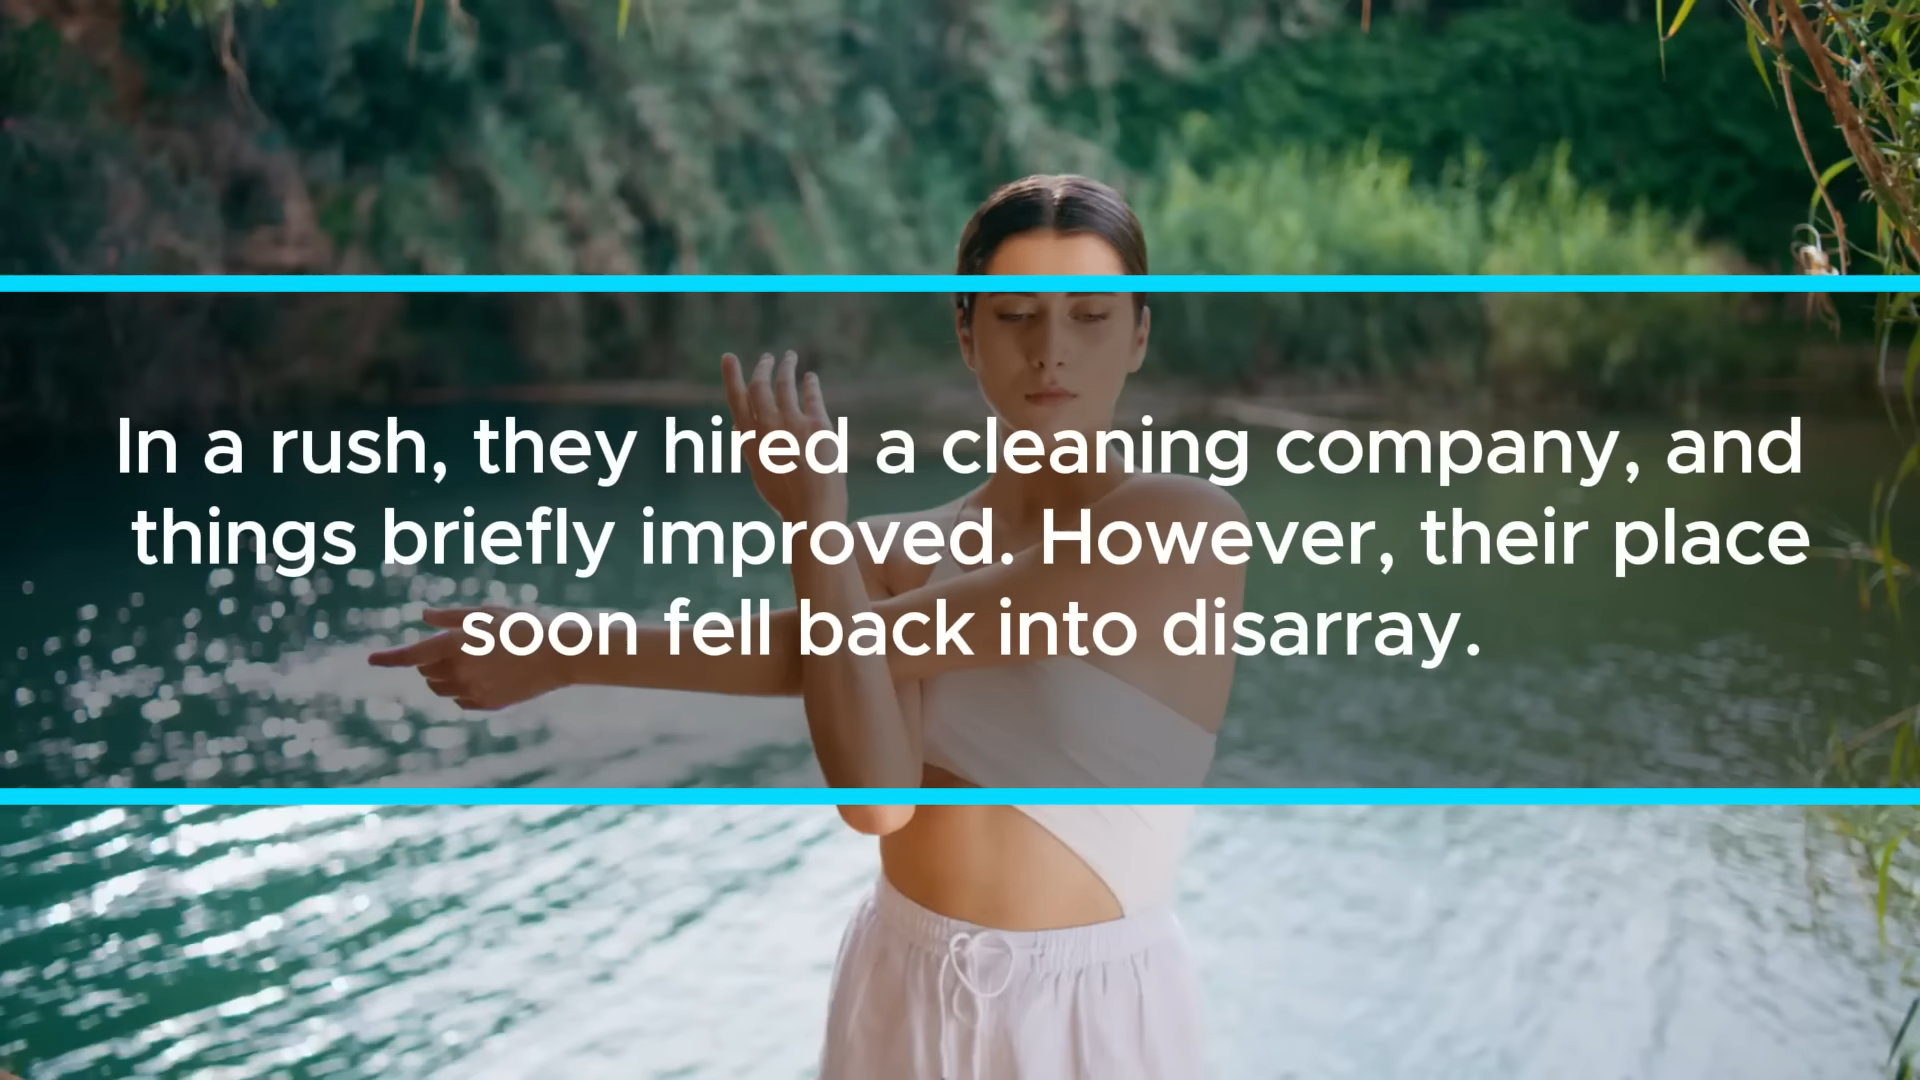 In a rush, they hired a cleaning company, and
things briefly improved. However, their place
soon fell back into disarray.